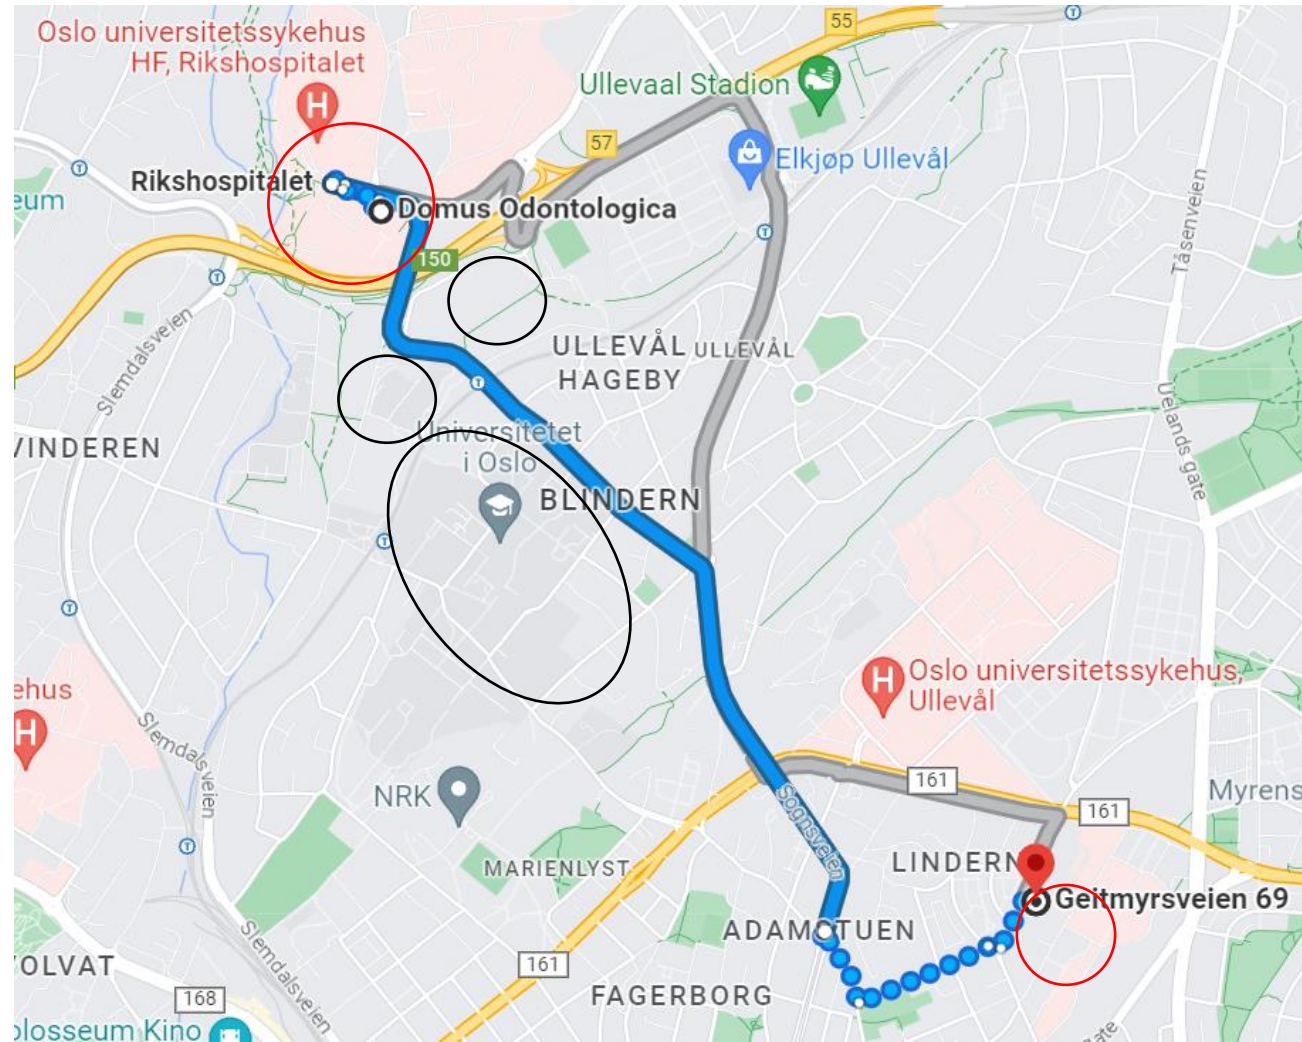 Oslo universitetssykehus
HF, Rikshospitalet
H
55
Ullevaal Stadion
57
Elkjøp Ullevål
Rikshospitalet
eum
Domus Odontologica
150
Tåsenveien
Slemdalsveien
ULLEVÅL
HAGEBY
ULLEVÅL
Uelands gate
VINDEREN
Universitetet
i Oslo
BLINDERN
Oslo universitetssykehus,
Ullevål
H
ehus
H
Slemdalsveien
NRK
161
161
Myrens
Sognsveien
MARIENLYST
LINDERN
Geitmyrsveien 69
ADAMSTUEN
OLVAT
161
Slemdalsveien
168
FAGERBORG
olosseum Kino
T
T
T
T
T
T
T
T